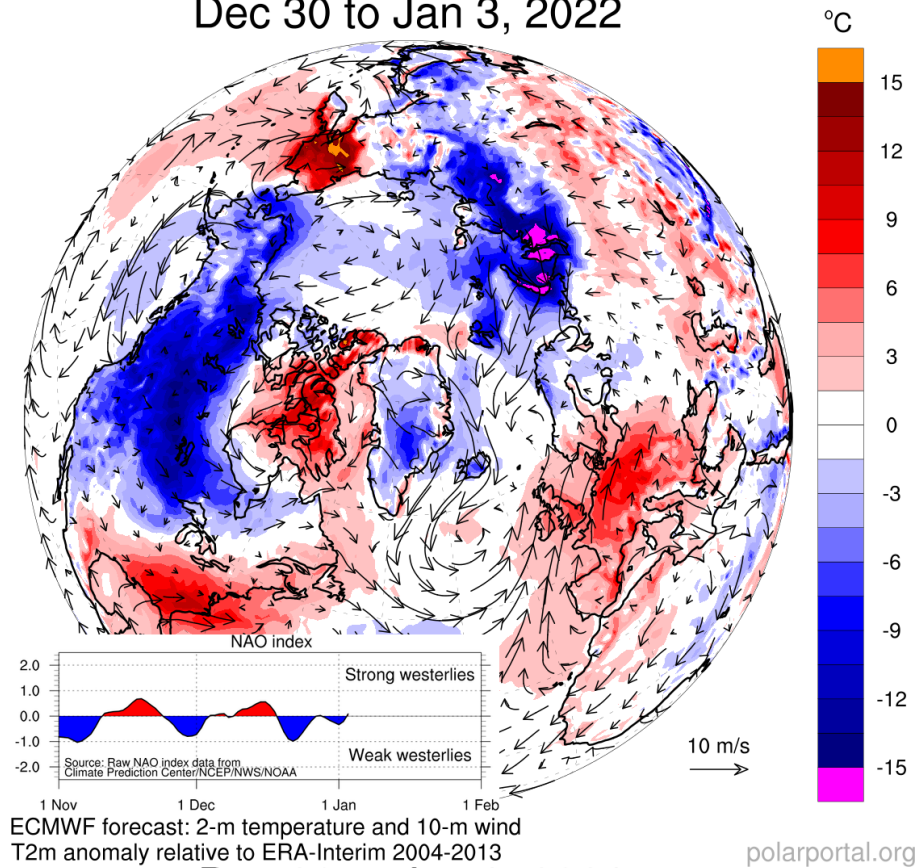 Dec 30 to Jan 3, 2022
°C
15
12
9
6
3
0
-3
-6
-9
-12
-15
NAO index
2.0
1.0
0.0
-1.0
-2.0
Strong westerlies
Weak westerlies
Source: Raw NAO index data from
Climate Prediction Center/NCEP/NWS/NOAA
1 Nov 1 Dec 1 Jan 1 Feb
10 m/s
ECMWF forecast: 2-m temperature and 10-m wind
T2m anomaly relative to ERA-Interim 2004-2013
polarportal.org